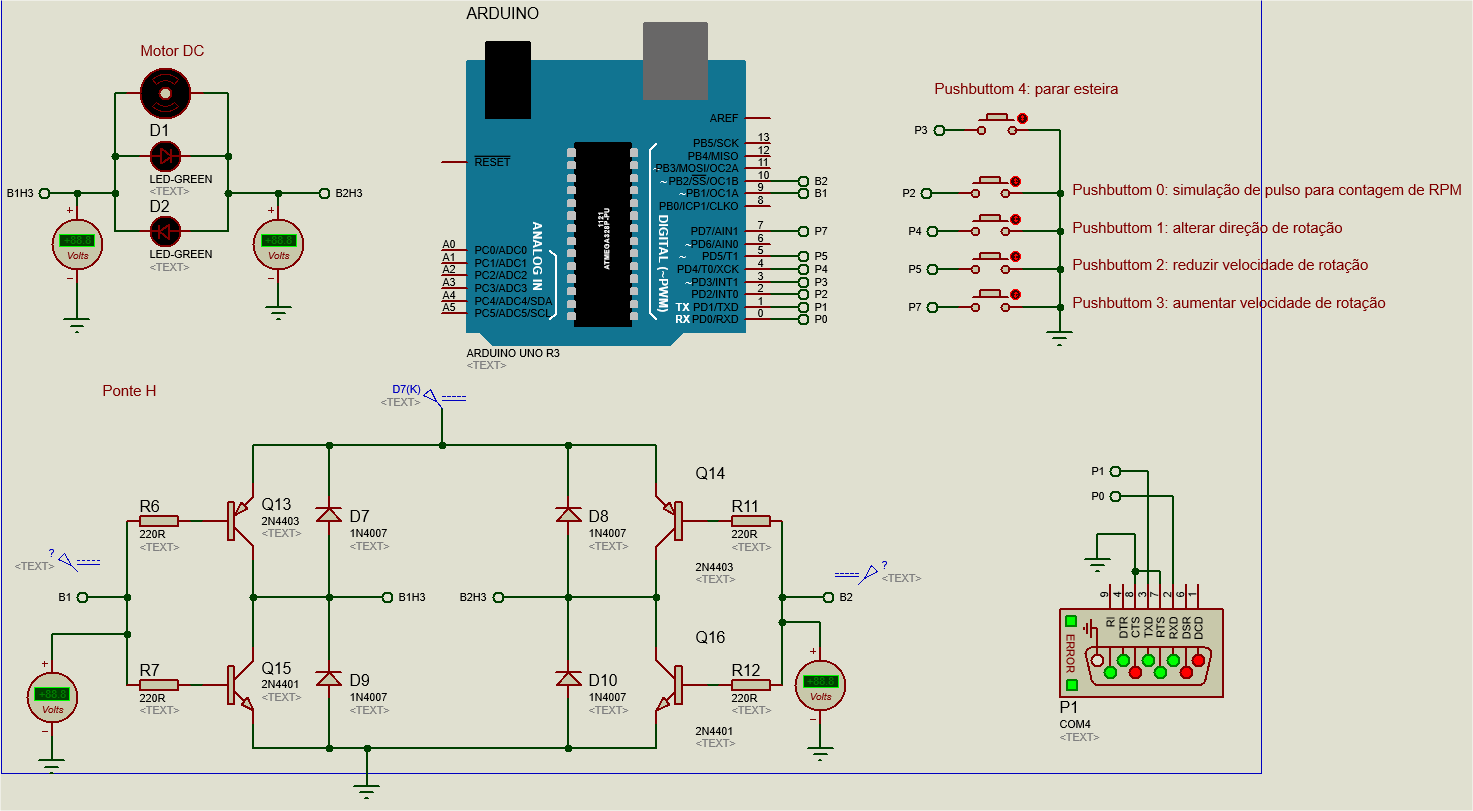 ARDUINO
Motor DC
D1
LED-GREEN
<TEXT>
D2
LED-GREEN
<TEXT>
B1H3
B2H3
+
+88.8
Volts
−
+
+88.8
Volts
−
RESET
AREF
PB5/SCK 13
PB4/MISO 12
~PB3/MOSI/OC2A 11
~PB2/SS/OC1B 10 B2
~PB1/OC1A 9 B1
PB0/ICP1/CLKO 8
PD7/AIN1 7 P7
~PD6/AIN0 6
~PD5/T1 5 P5
PD4/T0/XCK 4 P4
~PD3/INT1 3 P3
PD2/INT0 2 P2
TX PD1/TXD 1 P1
RX PD0/RXD 0 P0
A0 PC0/ADC0
A1 PC1/ADC1
A2 PC2/ADC2
A3 PC3/ADC3
A4 PC4/ADC4/SDA
A5 PC5/ADC5/SCL
ANALOG IN
1121
ATMEGA328P-PU
DIGITAL (~PWM)
ARDUINO UNO R3
<TEXT>
Pushbuttom 4: parar esteira
P3
P2
Pushbuttom 0: simulação de pulso para contagem de RPM
P4
Pushbuttom 1: alterar direção de rotação
P5
Pushbuttom 2: reduzir velocidade de rotação
P7
Pushbuttom 3: aumentar velocidade de rotação
Ponte H
D7(K)
<TEXT>
R6
220R
<TEXT>
Q13
2N4403
<TEXT>
D7
1N4007
<TEXT>
D8
1N4007
<TEXT>
Q14
2N4403
<TEXT>
R11
220R
<TEXT>
?
<TEXT>
B1
B1H3
B2H3
B2
?
<TEXT>
R7
220R
<TEXT>
Q15
2N4401
<TEXT>
D9
1N4007
<TEXT>
D10
1N4007
<TEXT>
Q16
2N4401
<TEXT>
R12
220R
<TEXT>
+
+88.8
Volts
−
+
+88.8
Volts
−
P1
P0
9 4 8 3 7 2 6 1
RI DTR CTS TXD RTS RXD DSR DCD
ERROR
P1
COM4
<TEXT>